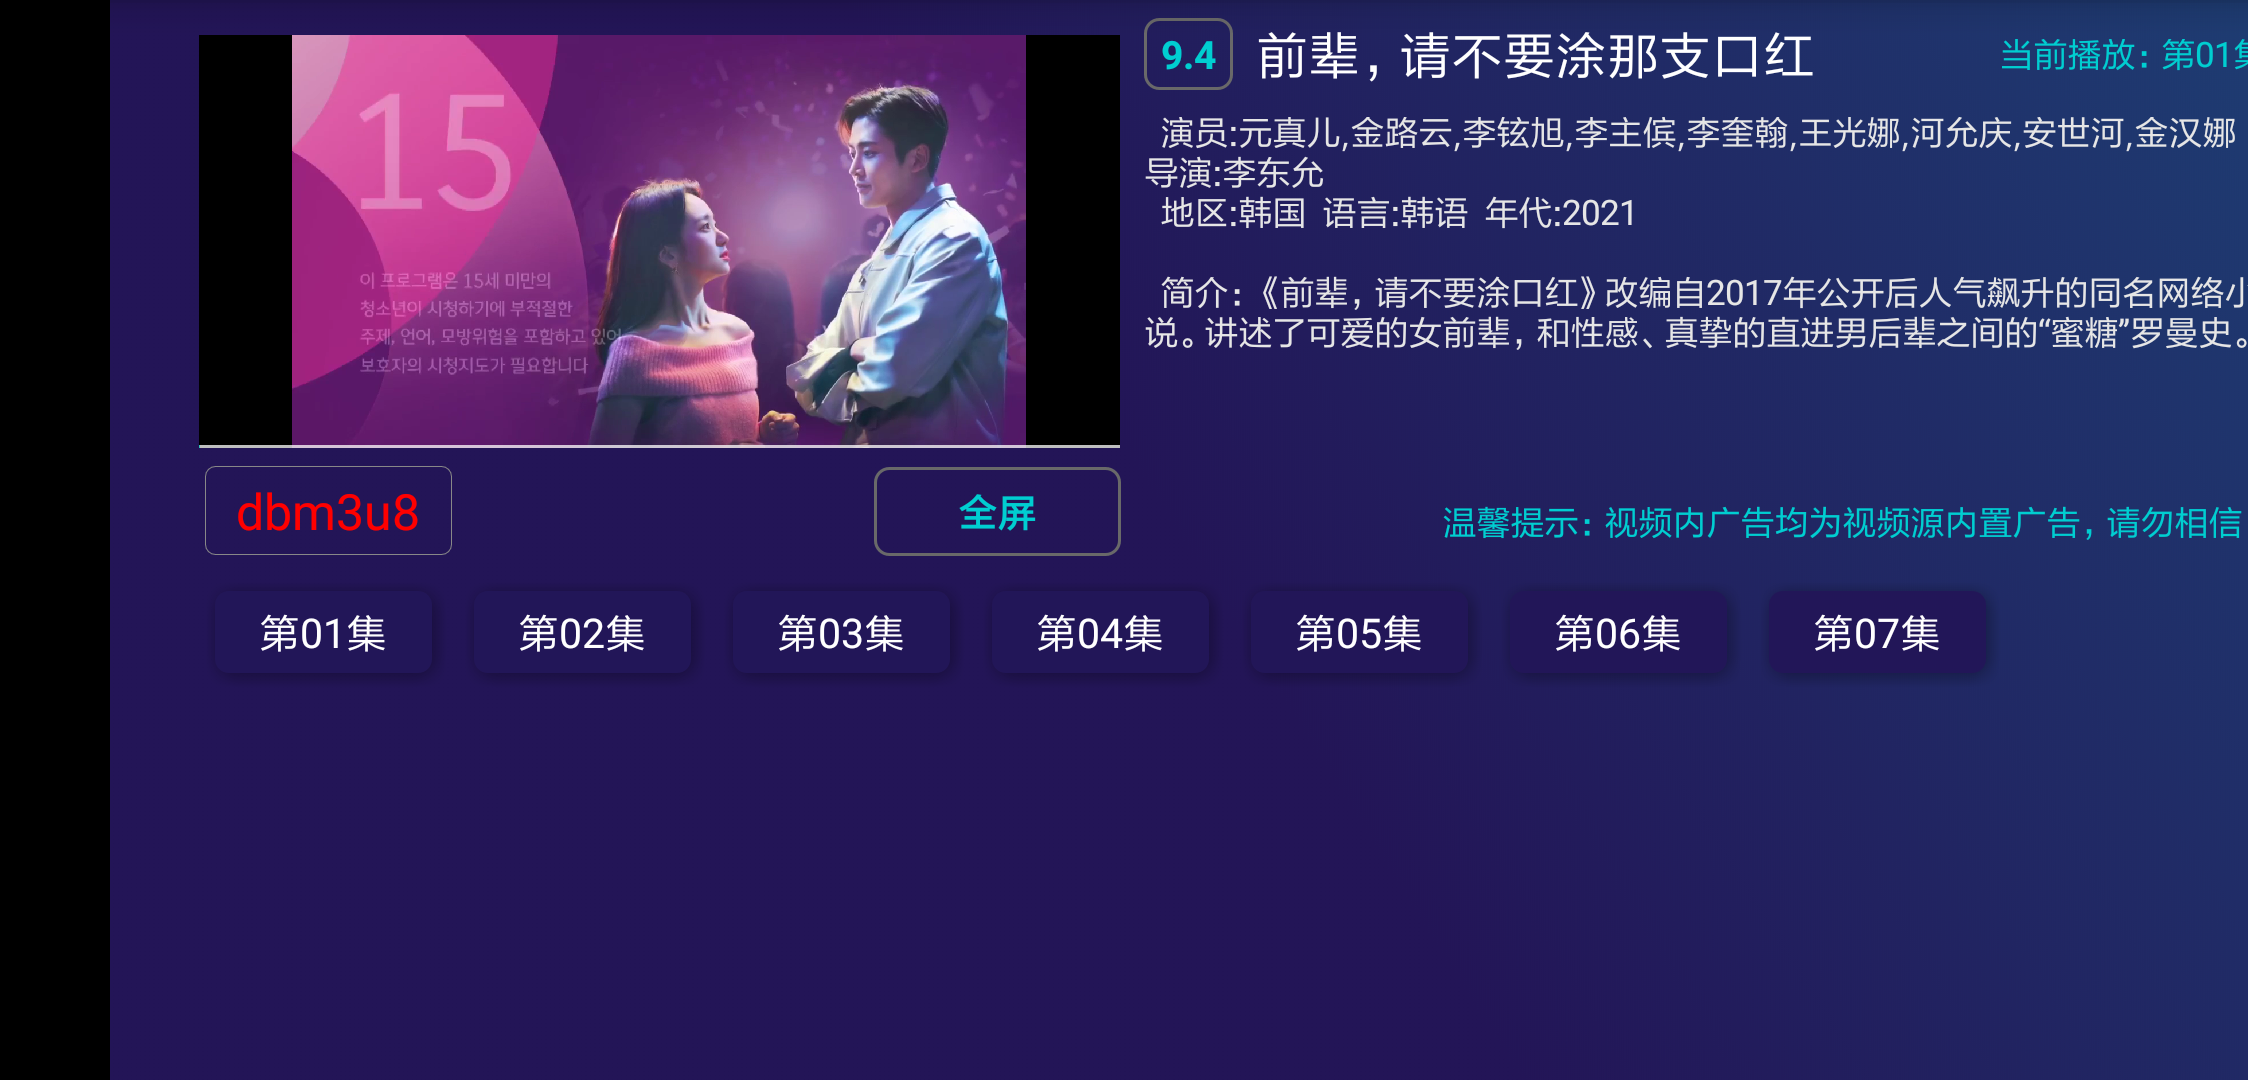 15
이 프로그램은 15세 미만의
청소년이 시청하기에 부적절한
주제, 언어, 모방위험을 포함하고 있어
보호자의 시청지도가 필요합니다
9.4 前辈，请不要涂那支口红
当前播放：第01集
演员:元真儿,金路云,李铉旭,李主傧,李奎翰,王光娜,河允庆,安世河,金汉娜
导演:李东允
地区:韩国 语言:韩语 年代:2021
简介：《前辈，请不要涂口红》改编自2017年公开后人气飙升的同名网络小
说。讲述了可爱的女前辈，和性感、真挚的直进男后辈之间的“蜜糖”罗曼史。
dbm3u8
全屏
温馨提示：视频内广告均为视频源内置广告，请勿相信
第01集 第02集 第03集 第04集 第05集 第06集 第07集